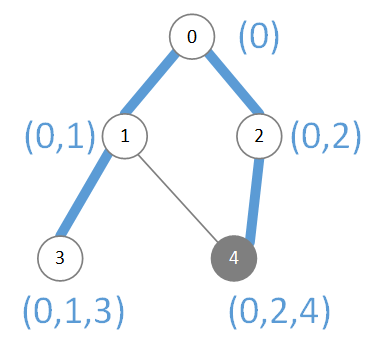 0 (0)
(0,1) 1 2 (0,2)
3 4
(0,1,3) (0,2,4)